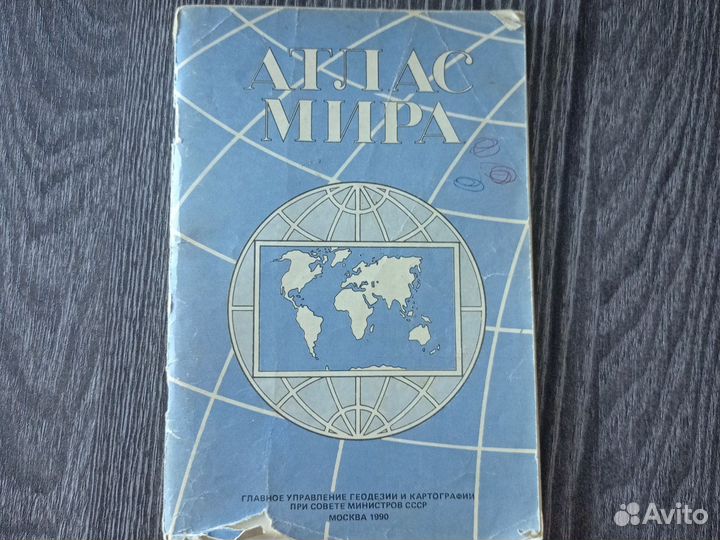 АТЛАС
МИРА
ГЛАВНОЕ УПРАВЛЕНИЕ ГЕОДЕЗИИ И КАРТОГРАФИИ
ПРИ СОВЕТЕ МИНИСТРОВ СССР
МОСКВА 1990
Avito